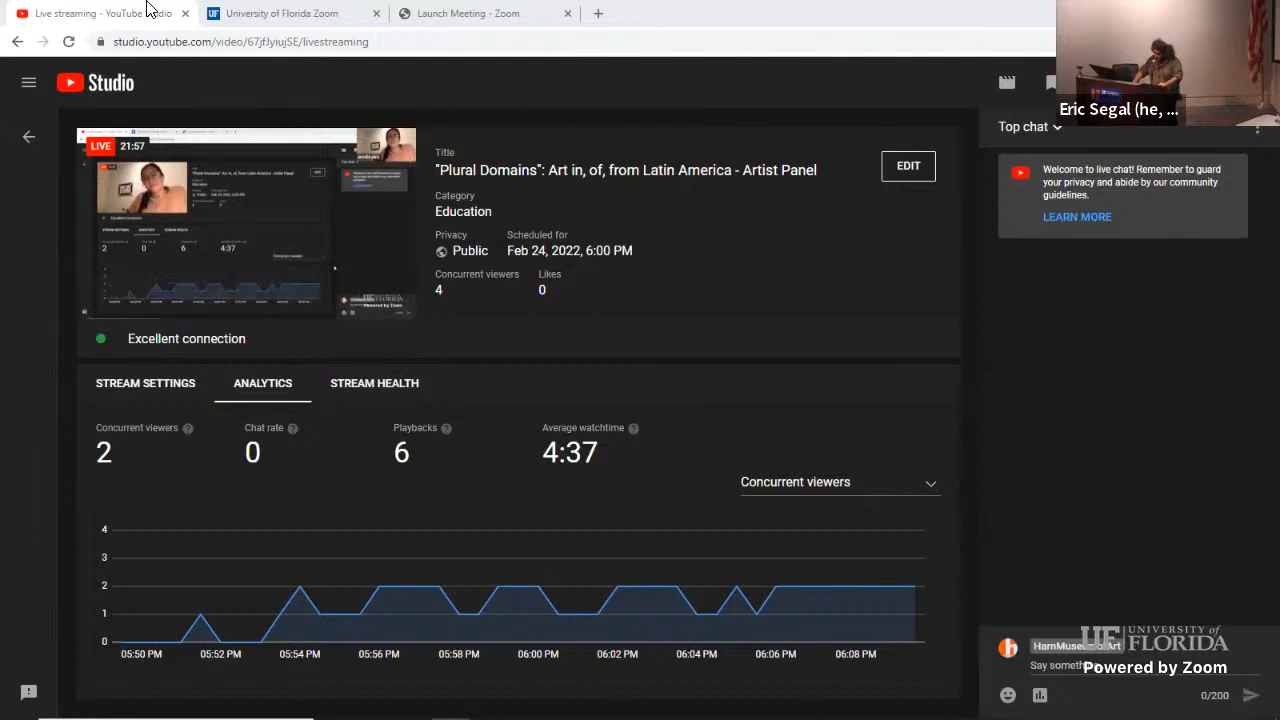 Live streaming - YouTube Studio
University of Florida Zoom
Launch Meeting - Zoom
studio.youtube.com/video/67jfJyiujSE/livestreaming
Studio
Eric Segal (he, ...
Top chat
LIVE 21:57
Title
"Plural Domains": Art in, of, from Latin America - Artist Panel
EDIT
Category
Education
Privacy
Scheduled for
Public
Feb 24, 2022, 6:00 PM
Concurrent viewers
Likes
4
0
Welcome to live chat! Remember to guard
your privacy and abide by our community
guidelines.
LEARN MORE
Excellent connection
STREAM SETTINGS
ANALYTICS
STREAM HEALTH
Concurrent viewers
Chat rate
Playbacks
Average watchtime
2
0
6
4:37
Concurrent viewers
4
3
2
1
0
05:50 PM
05:52 PM
05:54 PM
05:56 PM
05:58 PM
06:00 PM
06:02 PM
06:04 PM
06:06 PM
06:08 PM
UF UNIVERSITY of
FLORIDA
HarnMuseumofArt
Say something...
Powered by Zoom
0/200